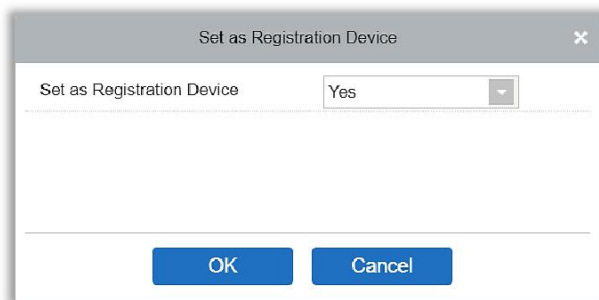 Set as Registration Device
Set as Registration Device Yes
OK Cancel